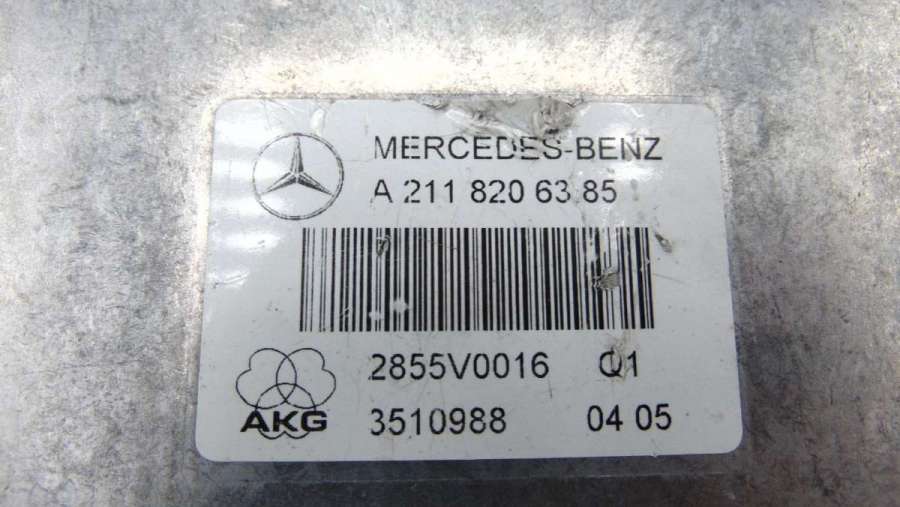 MERCEDES-BENZ
A 211 820 63 85
2855V0016 Q1
AKG 3510988 04 05